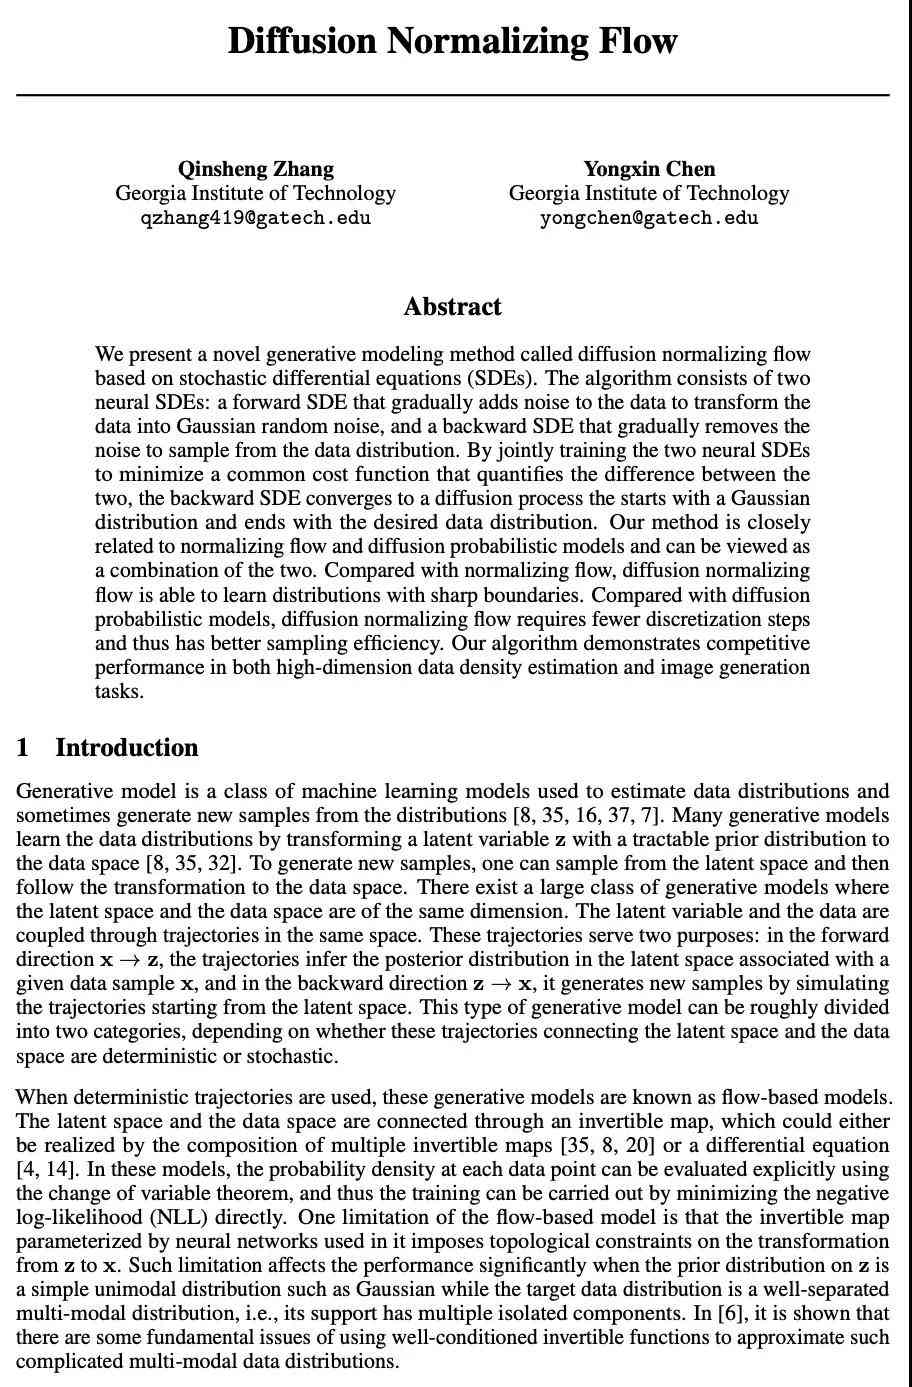 Diffusion Normalizing Flow
Qinsheng Zhang
Georgia Institute of Technology
qzhang419@gatech.edu
Yongxin Chen
Georgia Institute of Technology
yongchen@gatech.edu
Abstract
We present a novel generative modeling method called diffusion normalizing flow
based on stochastic differential equations (SDEs). The algorithm consists of two
neural SDEs: a forward SDE that gradually adds noise to the data to transform the
data into Gaussian random noise, and a backward SDE that gradually removes the
noise to sample from the data distribution. By jointly training the two neural SDEs
to minimize a common cost function that quantifies the difference between the
two, the backward SDE converges to a diffusion process the starts with a Gaussian
distribution and ends with the desired data distribution. Our method is closely
related to normalizing flow and diffusion probabilistic models and can be viewed as
a combination of the two. Compared with normalizing flow, diffusion normalizing
flow is able to learn distributions with sharp boundaries. Compared with diffusion
probabilistic models, diffusion normalizing flow requires fewer discretization steps
and thus has better sampling efficiency. Our algorithm demonstrates competitive
performance in both high-dimension data density estimation and image generation
tasks.
1 Introduction
Generative model is a class of machine learning models used to estimate data distributions and
sometimes generate new samples from the distributions [8, 35, 16, 37, 7]. Many generative models
learn the data distributions by transforming a latent variable z with a tractable prior distribution to
the data space [8, 35, 32]. To generate new samples, one can sample from the latent space and then
follow the transformation to the data space. There exist a large class of generative models where
the latent space and the data space are of the same dimension. The latent variable and the data are
coupled through trajectories in the same space. These trajectories serve two purposes: in the forward
direction x → z, the trajectories infer the posterior distribution in the latent space associated with a
given data sample x, and in the backward direction z → x, it generates new samples by simulating
the trajectories starting from the latent space. This type of generative model can be roughly divided
into two categories, depending on whether these trajectories connecting the latent space and the data
space are deterministic or stochastic.
When deterministic trajectories are used, these generative models are known as flow-based models.
The latent space and the data space are connected through an invertible map, which could either
be realized by the composition of multiple invertible maps [35, 8, 20] or a differential equation
[4, 14]. In these models, the probability density at each data point can be evaluated explicitly using
the change of variable theorem, and thus the training can be carried out by minimizing the negative
log-likelihood (NLL) directly. One limitation of the flow-based model is that the invertible map
parameterized by neural networks used in it imposes topological constraints on the transformation
from z to x. Such limitation affects the performance significantly when the prior distribution on z is
a simple unimodal distribution such as Gaussian while the target data distribution is a well-separated
multi-modal distribution, i.e., its support has multiple isolated components. In [6], it is shown that
there are some fundamental issues of using well-conditioned invertible functions to approximate such
complicated multi-modal data distributions.